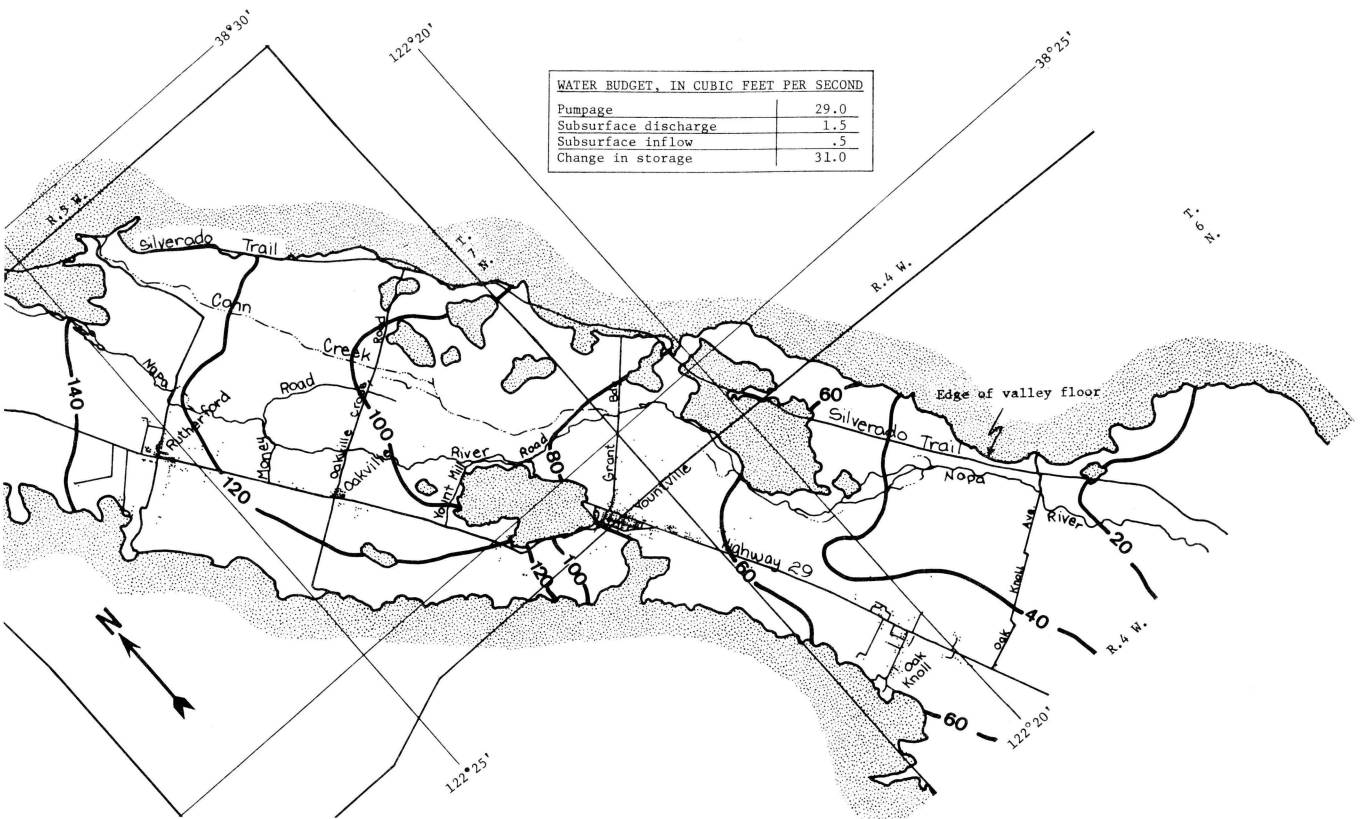 38°30'
122°20'
38°25'
WATER BUDGET, IN CUBIC FEET PER SECOND
Pumpage 29.0
Subsurface discharge 1.5
Subsurface inflow .5
Change in storage 31.0
R.5 W.
T. 7 N.
T. 6 N.
R.4 W.
Silverado Trail
Conn Creek
Napa
Road
140
Rutherford
120
Money
Road
Oakville Cross
Oakville
100
Yount Mill
River
Road
80
Grant Bd
Yountville
60
Silverado Trail
Edge of valley floor
Napa River
20
Highway 29
60
120
100
40
Oak Knoll Ave.
Oak Knoll
R.4 W.
60
N
122°25'
122°20'